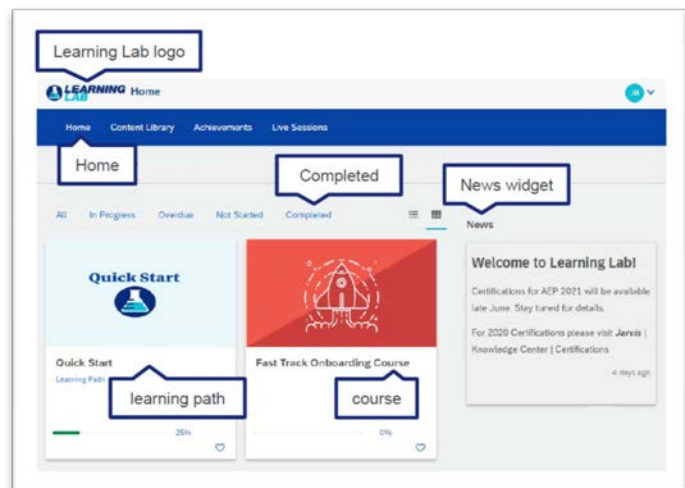 Learning Lab logo
LEARNING LAB Home
JR
Home Content Library Achievements Live Sessions
Home
Completed
News widget
All In Progress Overdue Not Started Completed
News
Quick Start
Welcome to Learning Lab!
Certifications for AEP 2021 will be available
late June. Stay tuned for details.
For 2020 Certifications please visit Jarvis |
Knowledge Center | Certifications
4 days ago
Quick Start
Learning Path
Fast Track Onboarding Course
learning path
course
25%
0%